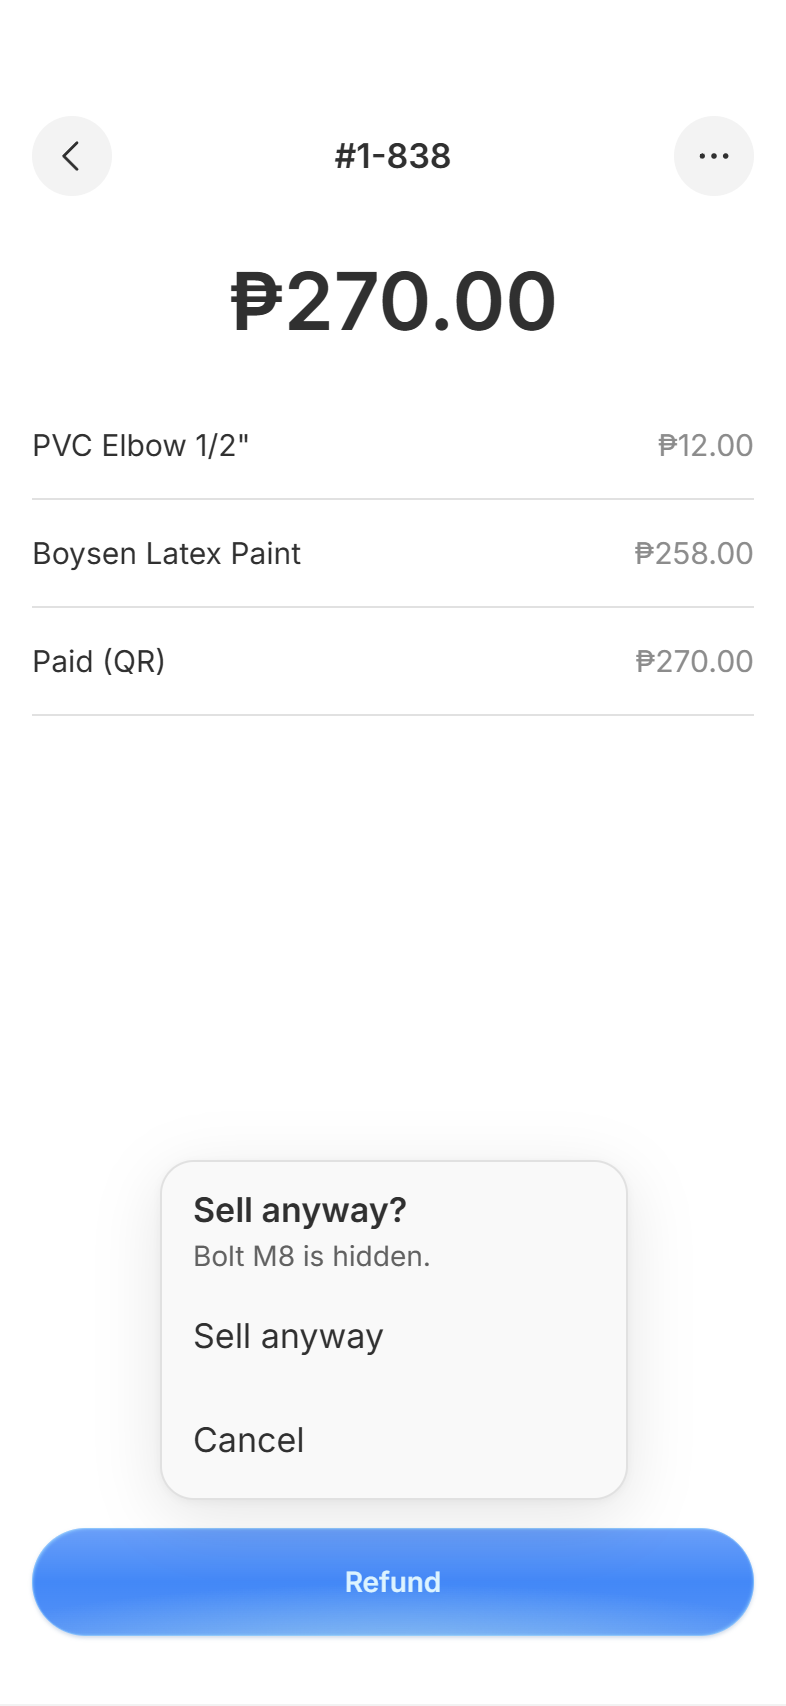 #1-838
₱270.00
PVC Elbow 1/2" ₱12.00
Boysen Latex Paint ₱258.00
Paid (QR) ₱270.00
Sell anyway?
Bolt M8 is hidden.
Sell anyway
Cancel
Refund